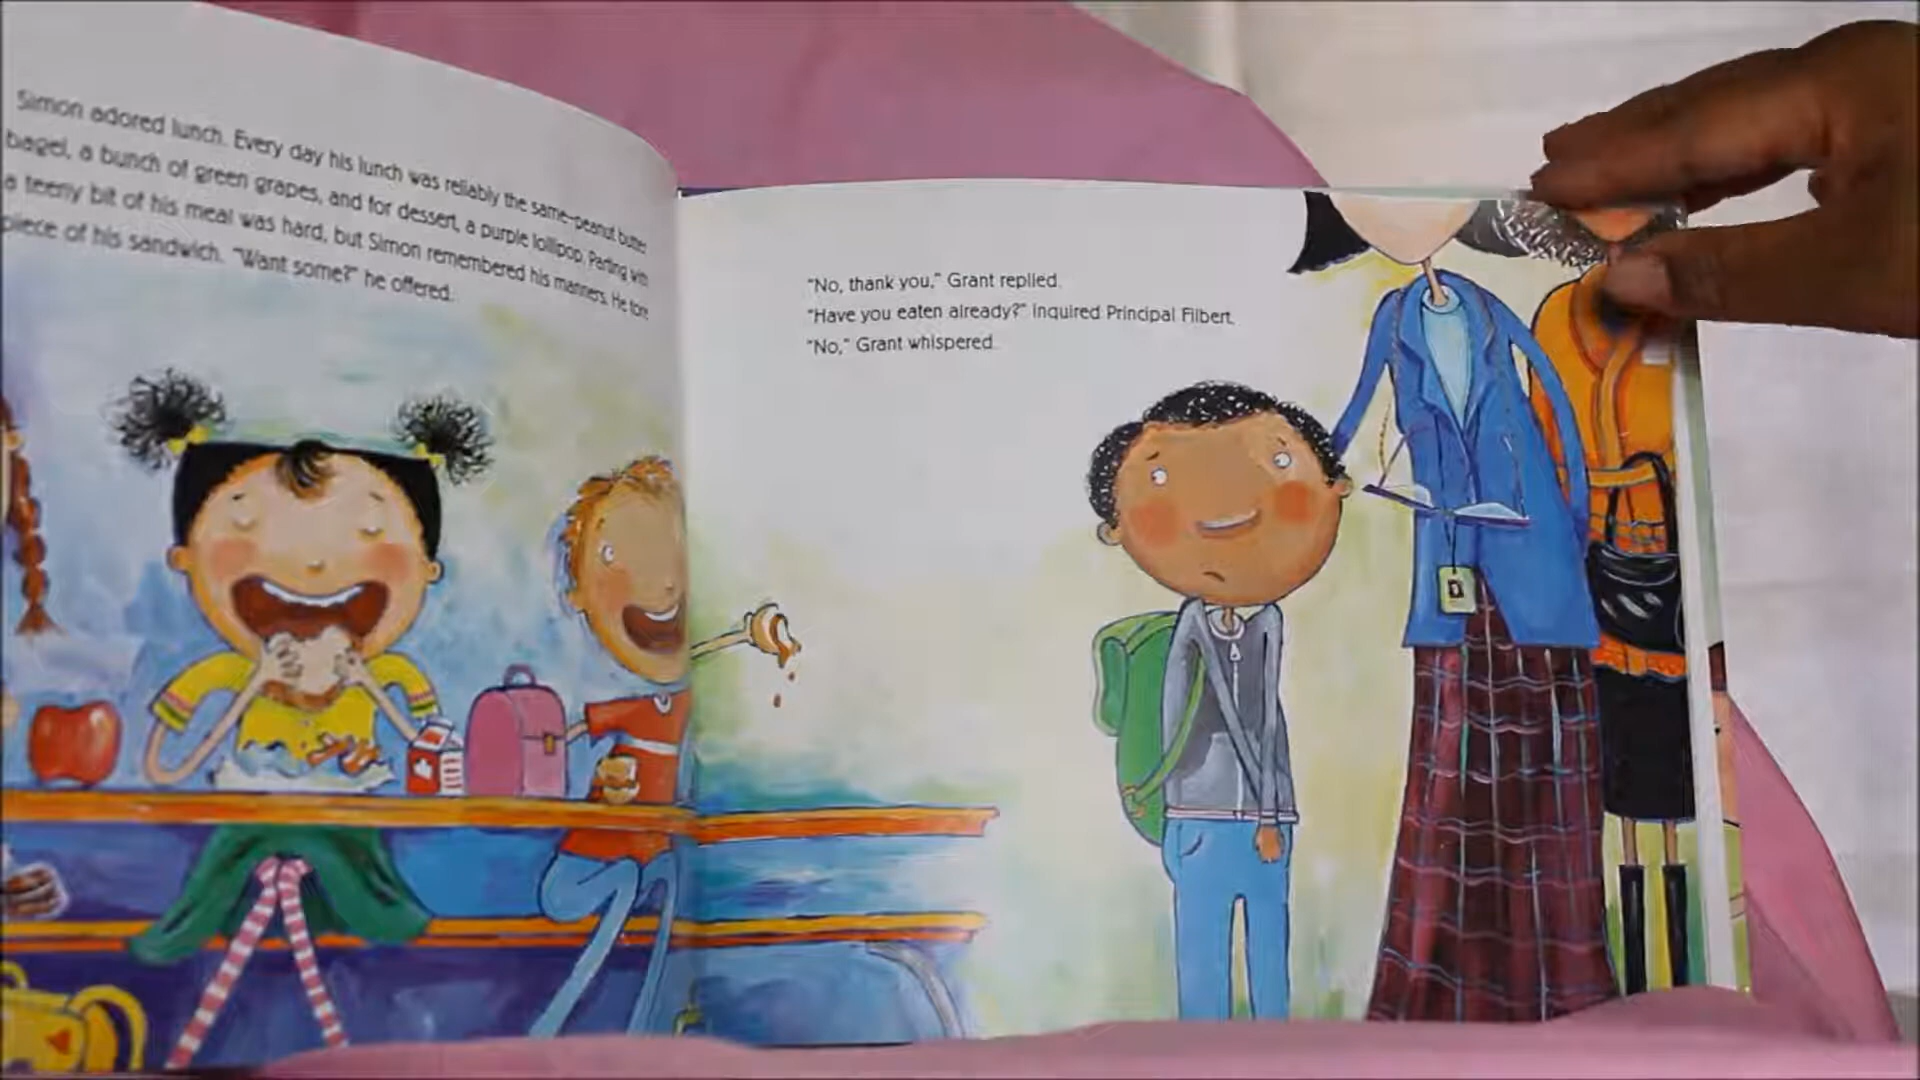 Simon adored lunch. Every day his lunch was reliably the same-peanut butter
bagel, a bunch of green grapes, and for dessert, a purple lollipop. Parting with
a teeny bit of his meal was hard, but Simon remembered his manners. He tore
piece of his sandwich. "Want some?" he offered.
"No, thank you," Grant replied.
"Have you eaten already?" inquired Principal Filbert.
"No," Grant whispered.